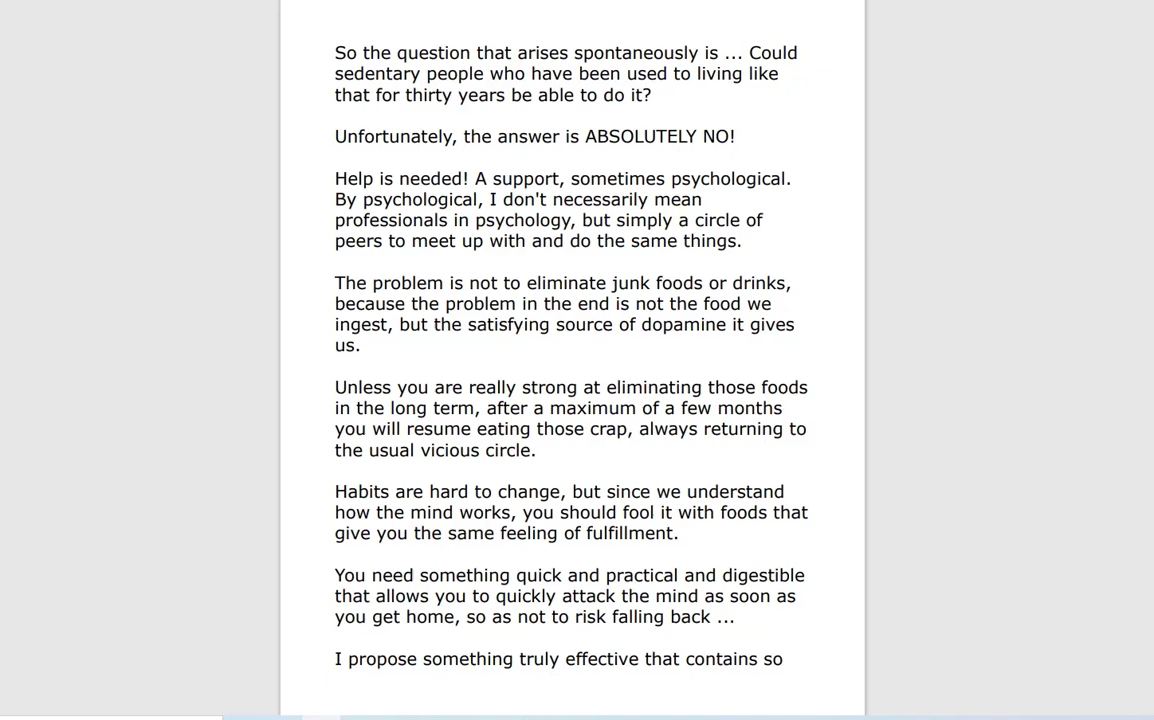 So the question that arises spontaneously is ... Could
sedentary people who have been used to living like
that for thirty years be able to do it?
Unfortunately, the answer is ABSOLUTELY NO!
Help is needed! A support, sometimes psychological.
By psychological, I don't necessarily mean
professionals in psychology, but simply a circle of
peers to meet up with and do the same things.
The problem is not to eliminate junk foods or drinks,
because the problem in the end is not the food we
ingest, but the satisfying source of dopamine it gives
us.
Unless you are really strong at eliminating those foods
in the long term, after a maximum of a few months
you will resume eating those crap, always returning to
the usual vicious circle.
Habits are hard to change, but since we understand
how the mind works, you should fool it with foods that
give you the same feeling of fulfillment.
You need something quick and practical and digestible
that allows you to quickly attack the mind as soon as
you get home, so as not to risk falling back ...
I propose something truly effective that contains so